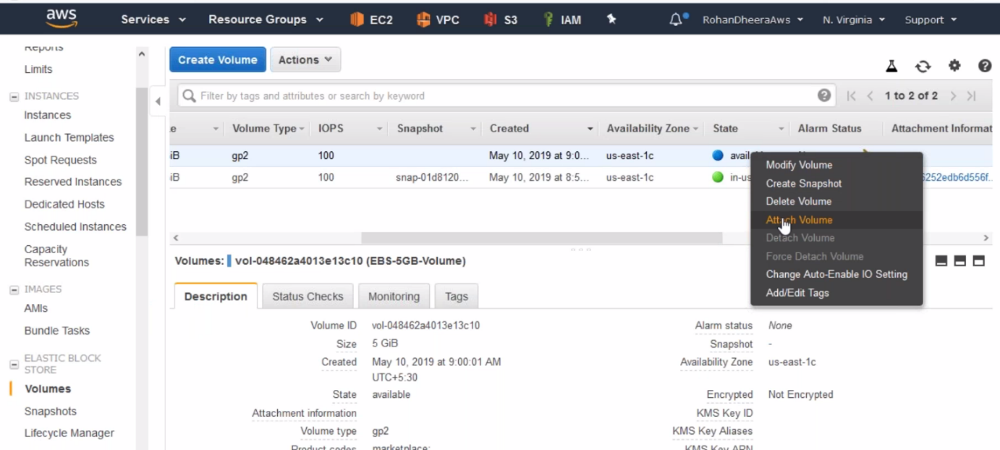 aws Services Resource Groups EC2 VPC S3 IAM RohanDheeraAws N. Virginia Support
Reports
Limits
INSTANCES
Instances
Launch Templates
Spot Requests
Reserved Instances
Dedicated Hosts
Scheduled Instances
Capacity
Reservations
IMAGES
AMIs
Bundle Tasks
ELASTIC BLOCK
STORE
Volumes
Snapshots
Lifecycle Manager
Create Volume Actions
Filter by tags and attributes or search by keyword 1 to 2 of 2
e Volume Type IOPS Snapshot Created Availability Zone State Alarm Status Attachment Informat
iB gp2 100 May 10, 2019 at 9:0... us-east-1c avail
iB gp2 100 snap-01d8120... May 10, 2019 at 8:5... us-east-1c in-us 6252edb6d556f...
Modify Volume
Create Snapshot
Delete Volume
Attach Volume
Detach Volume
Force Detach Volume
Change Auto-Enable IO Setting
Add/Edit Tags
Volumes: vol-048462a4013e13c10 (EBS-5GB-Volume)
Description Status Checks Monitoring Tags
Volume ID vol-048462a4013e13c10 Alarm status None
Size 5 GiB Snapshot -
Created May 10, 2019 at 9:00:01 AM Availability Zone us-east-1c
UTC+5:30
State available Encrypted Not Encrypted
Attachment information KMS Key ID
Volume type gp2 KMS Key Aliases
Product codes marketplace: KMS Key ARN